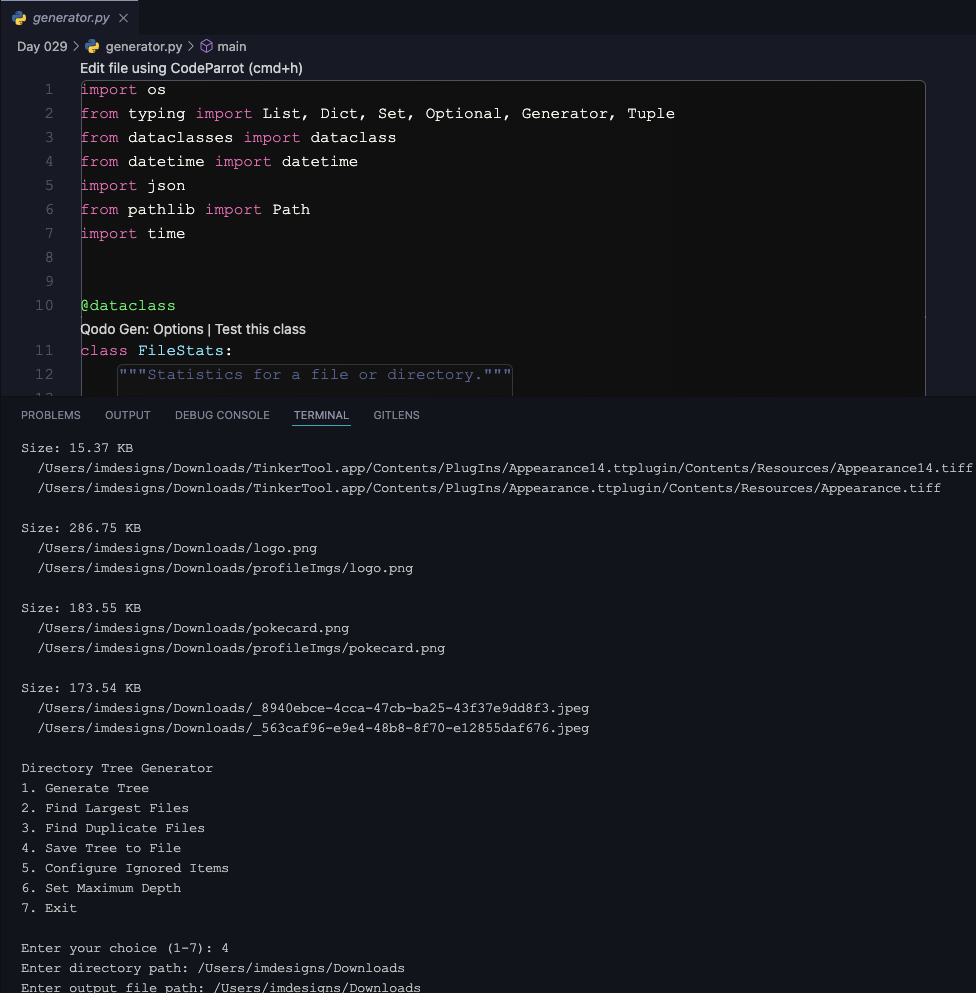 generator.py
Day 029 > generator.py > main
Edit file using CodeParrot (cmd+h)
1 import os
2 from typing import List, Dict, Set, Optional, Generator, Tuple
3 from dataclasses import dataclass
4 from datetime import datetime
5 import json
6 from pathlib import Path
7 import time
8
9
10 @dataclass
Qodo Gen: Options | Test this class
11 class FileStats:
12 """Statistics for a file or directory."""
PROBLEMS OUTPUT DEBUG CONSOLE TERMINAL GITLENS
Size: 15.37 KB
/Users/imdesigns/Downloads/TinkerTool.app/Contents/PlugIns/Appearance14.ttplugin/Contents/Resources/Appearance14.tiff
/Users/imdesigns/Downloads/TinkerTool.app/Contents/PlugIns/Appearance.ttplugin/Contents/Resources/Appearance.tiff
Size: 286.75 KB
/Users/imdesigns/Downloads/logo.png
/Users/imdesigns/Downloads/profileImgs/logo.png
Size: 183.55 KB
/Users/imdesigns/Downloads/pokecard.png
/Users/imdesigns/Downloads/profileImgs/pokecard.png
Size: 173.54 KB
/Users/imdesigns/Downloads/_8940ebce-4cca-47cb-ba25-43f37e9dd8f3.jpeg
/Users/imdesigns/Downloads/_563caf96-e9e4-48b8-8f70-e12855daf676.jpeg
Directory Tree Generator
1. Generate Tree
2. Find Largest Files
3. Find Duplicate Files
4. Save Tree to File
5. Configure Ignored Items
6. Set Maximum Depth
7. Exit
Enter your choice (1-7): 4
Enter directory path: /Users/imdesigns/Downloads
Enter output file path: /Users/imdesigns/Downloads